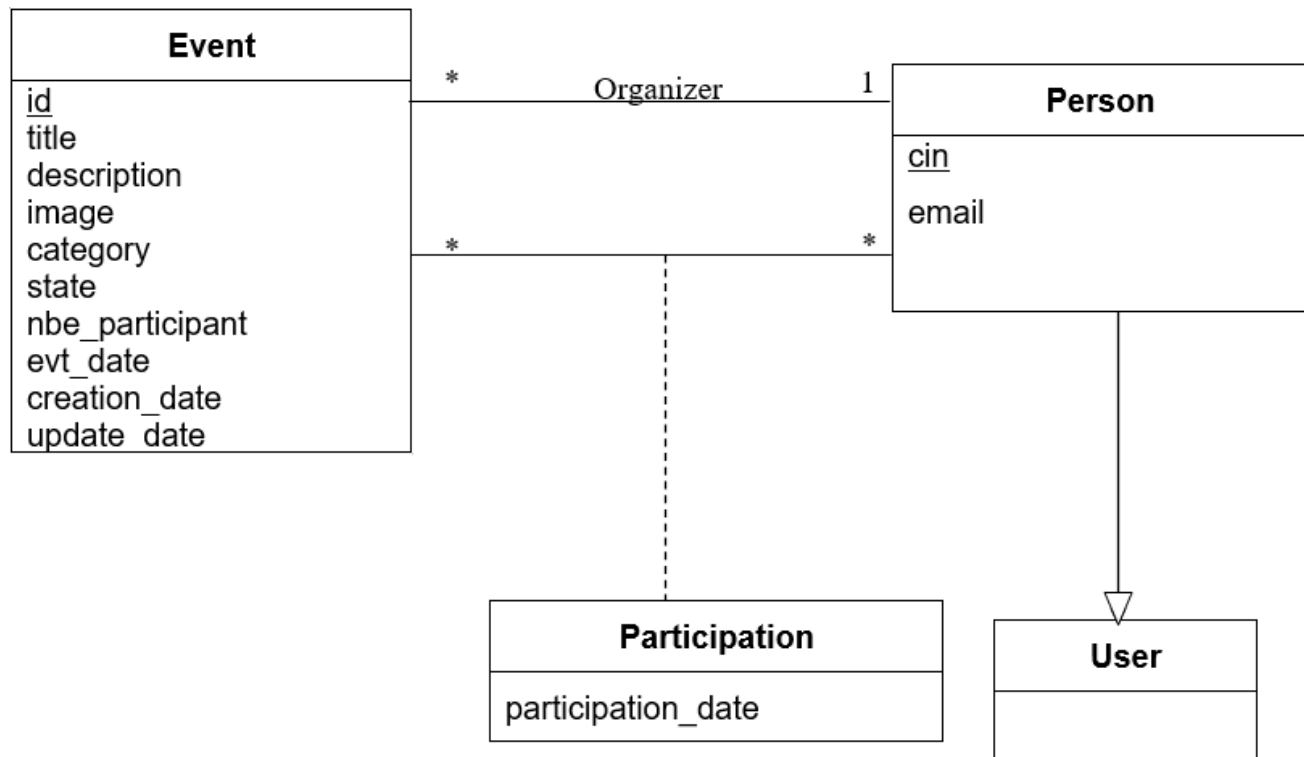 Event
id
title
description
image
category
state
nbe_participant
evt_date
creation_date
update_date
* Organizer 1
* *
Person
cin
email
Participation
participation_date
User